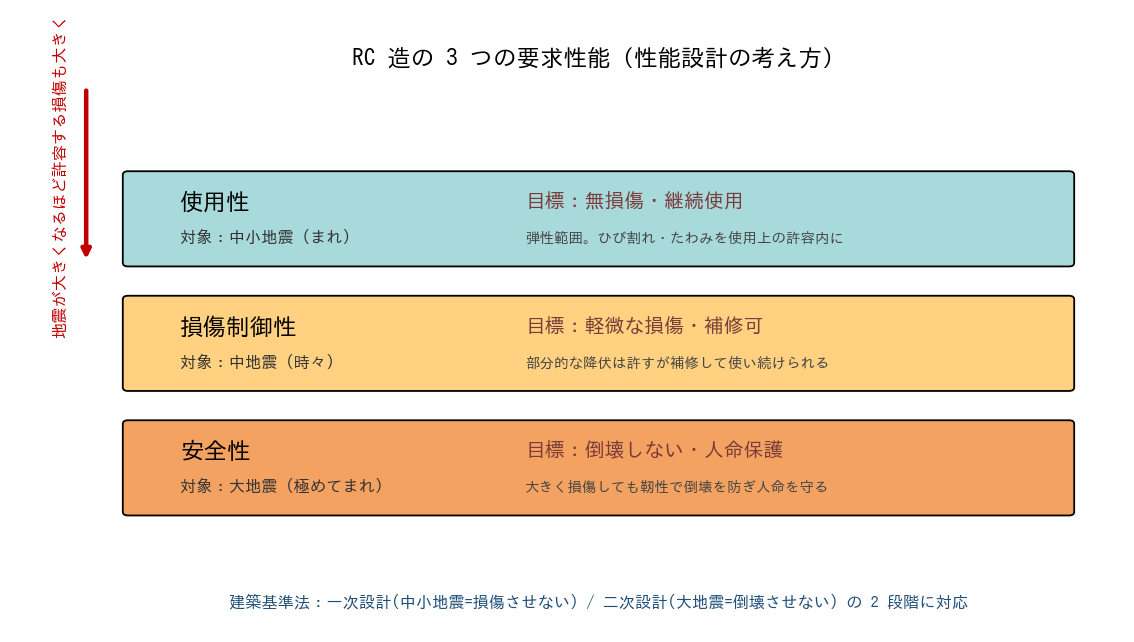 RC 造の 3 つの要求性能（性能設計の考え方）
地震が大きくなるほど許容する損傷も大きく
使用性
目標：無損傷・継続使用
対象：中小地震（まれ）
弾性範囲。ひび割れ・たわみを使用上の許容内に
損傷制御性
目標：軽微な損傷・補修可
対象：中地震（時々）
部分的な降伏は許すが補修して使い続けられる
安全性
目標：倒壊しない・人命保護
対象：大地震（極めてまれ）
大きく損傷しても靭性で倒壊を防ぎ人命を守る
建築基準法：一次設計(中小地震=損傷させない) / 二次設計(大地震=倒壊させない) の 2 段階に対応